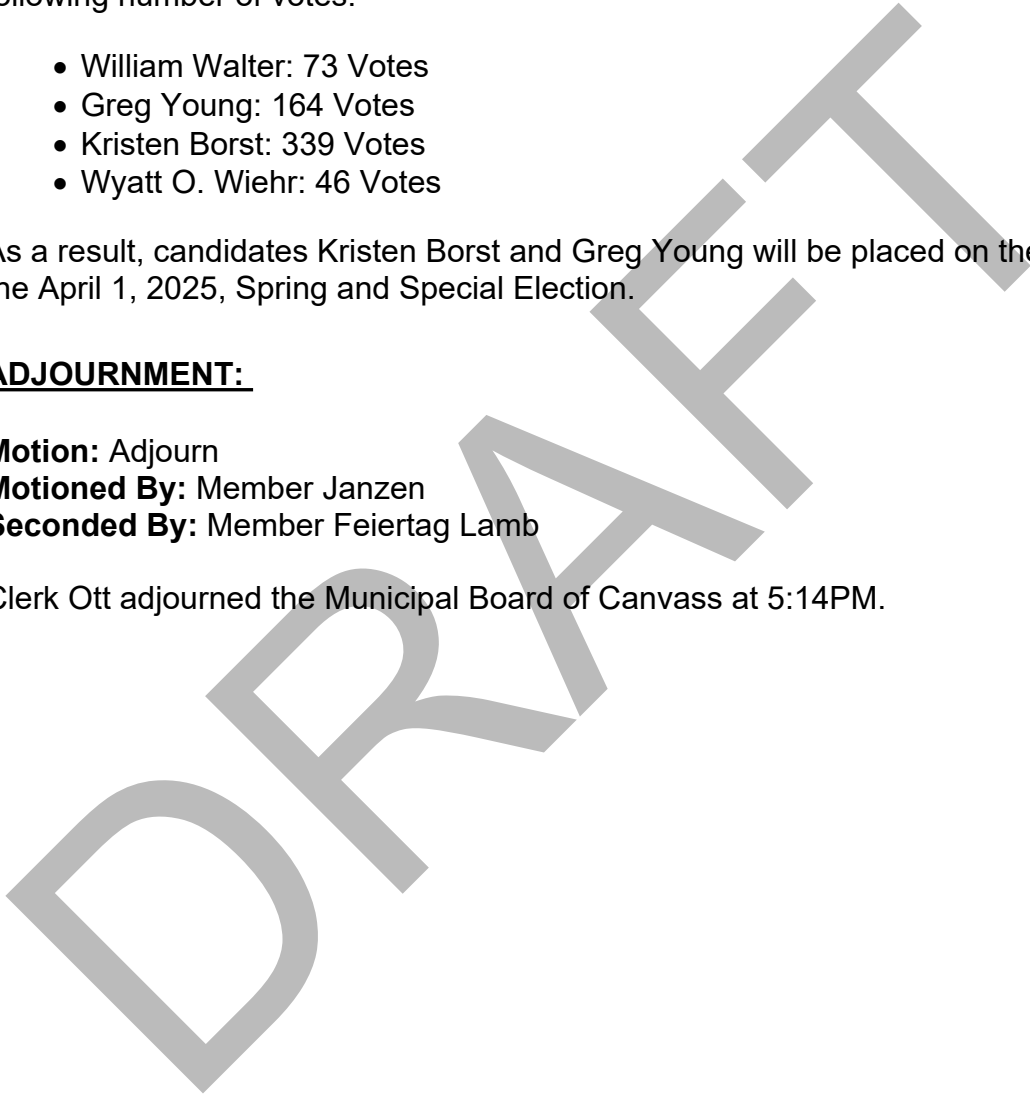 following number of votes:
• William Walter: 73 Votes
• Greg Young: 164 Votes
• Kristen Borst: 339 Votes
• Wyatt O. Wiehr: 46 Votes
As a result, candidates Kristen Borst and Greg Young will be placed on the
the April 1, 2025, Spring and Special Election.
ADJOURNMENT:
Motion: Adjourn
Motioned By: Member Janzen
Seconded By: Member Feiertag Lamb
Clerk Ott adjourned the Municipal Board of Canvass at 5:14PM.
DRAFT